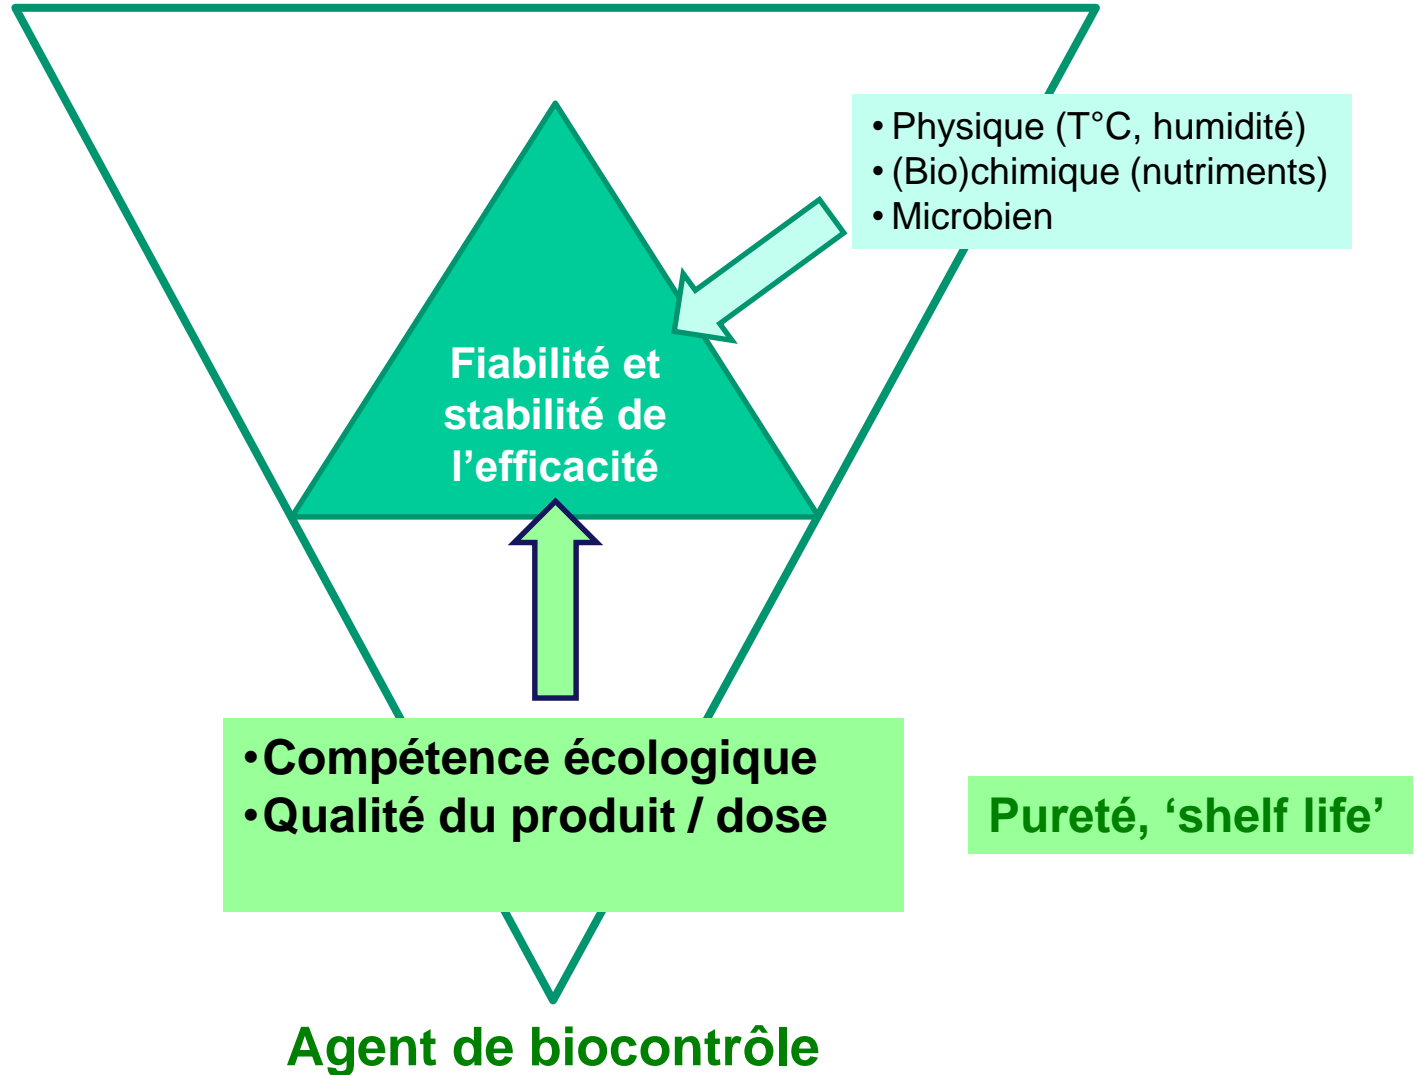 • Physique (T°C, humidité)
• (Bio)chimique (nutriments)
• Microbien
Fiabilité et
stabilité de
l’efficacité
•Compétence écologique
•Qualité du produit / dose
Pureté, ‘shelf life’
Agent de biocontrôle